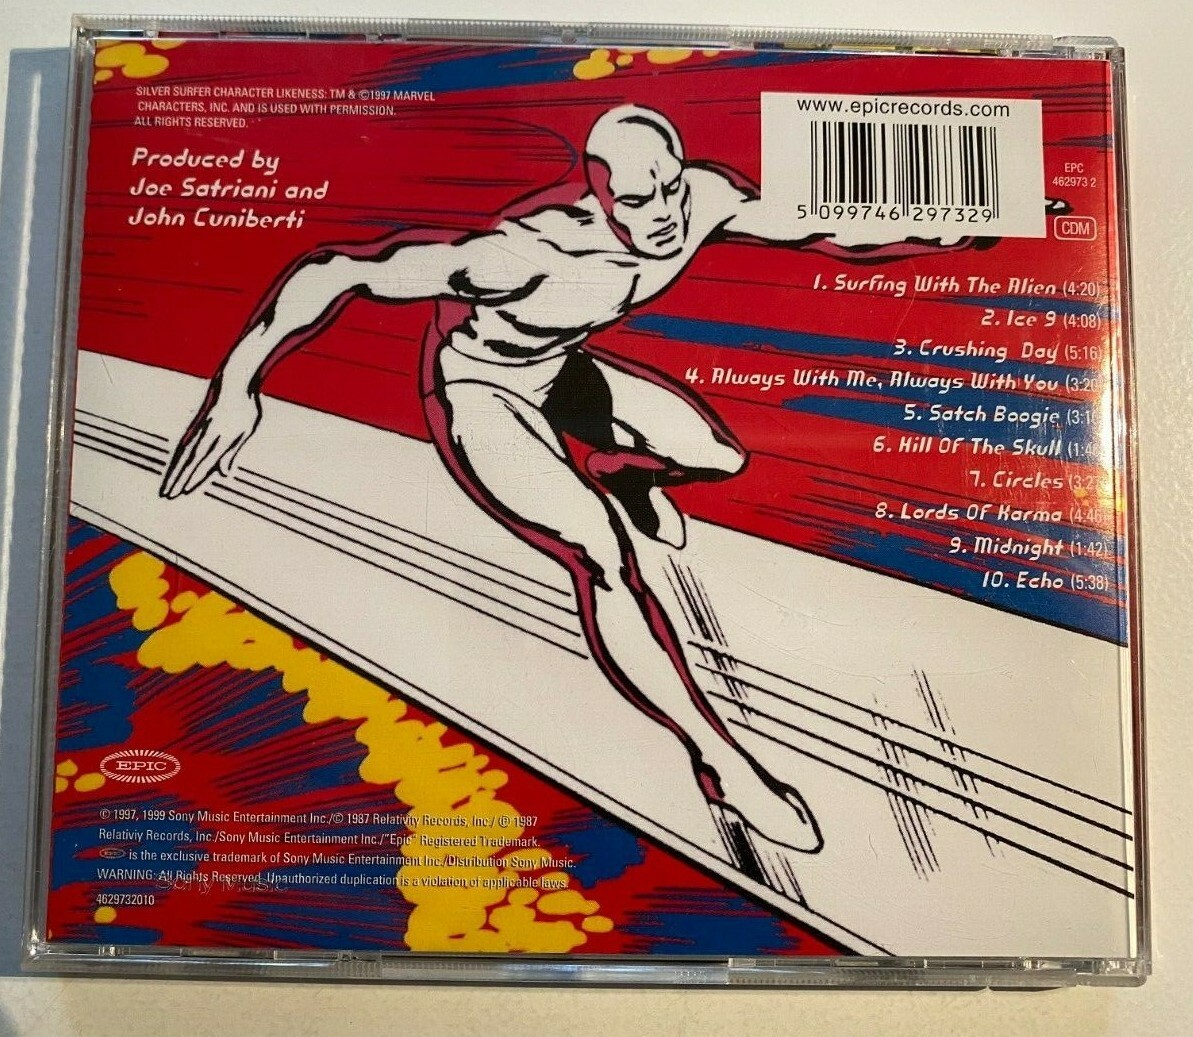 SILVER SURFER CHARACTER LIKENESS: TM & ©1997 MARVEL
CHARACTERS, INC. AND IS USED WITH PERMISSION.
ALL RIGHTS RESERVED.
Produced by
Joe Satriani and
John Cuniberti
www.epicrecords.com
5 099746 297329
EPC
462973 2
CDM
1. Surfing With The Alien (4:20)
2. Ice 9 (4:08)
3. Crushing Day (5:16)
4. Always With Me, Always With You
5. Satch Boogie
6. Hill Of The Skull
7. Circles
8. Lords Of Karma
9. Midnight (1:42)
10. Echo (5:38)
EPIC
© 1997, 1999 Sony Music Entertainment Inc./© 1987 Relativity Records, Inc./ ℗ 1987
Relativiy Records, Inc./Sony Music Entertainment Inc./"Epic" Registered Trademark.
EPIC is the exclusive trademark of Sony Music Entertainment Inc./Distribution Sony Music.
WARNING: All Rights Reserved. Unauthorized duplication is a violation of applicable laws.
Sony Music
4629732010